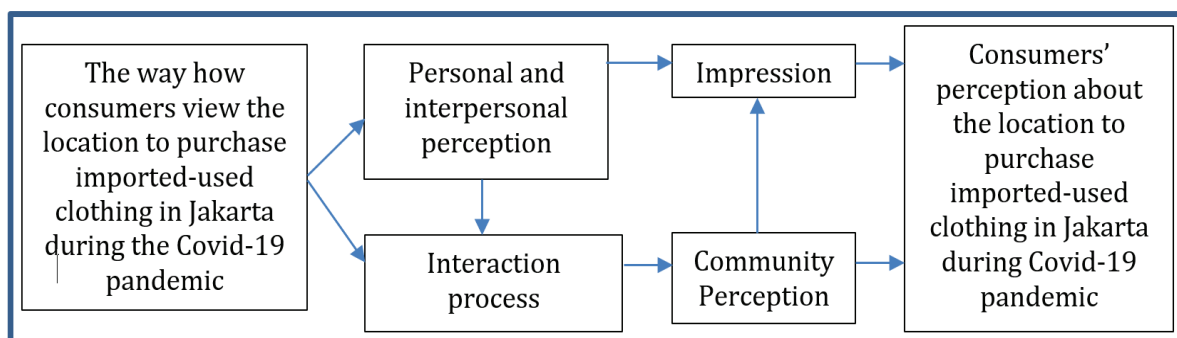 The way how
consumers view the
location to purchase
imported-used
clothing in Jakarta
during the Covid-19
pandemic
Personal and
interpersonal
perception
Interaction
process
Impression
Community
Perception
Consumers’
perception about
the location to
purchase
imported-used
clothing in Jakarta
during Covid-19
pandemic